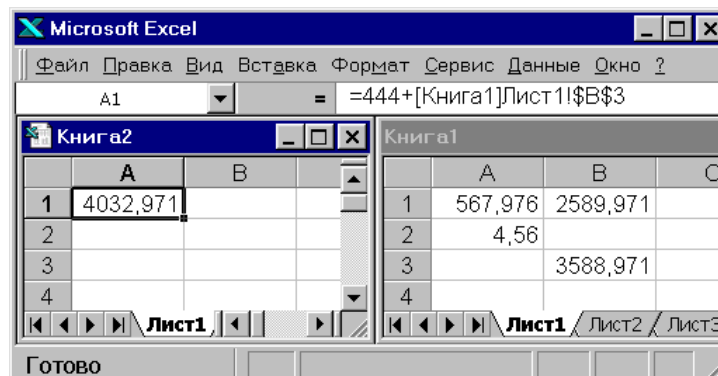 Microsoft Excel
Файл Правка Вид Вставка Формат Сервис Данные Окно ?
A1 = =444+[Книга1]Лист1!$B$3
Книга2 Книга1
A B A B C
1 4032,971 1 567,976 2589,971
2 2 4,56
3 3 3588,971
4 4
Лист1 Лист1 Лист2 Лист3
Готово